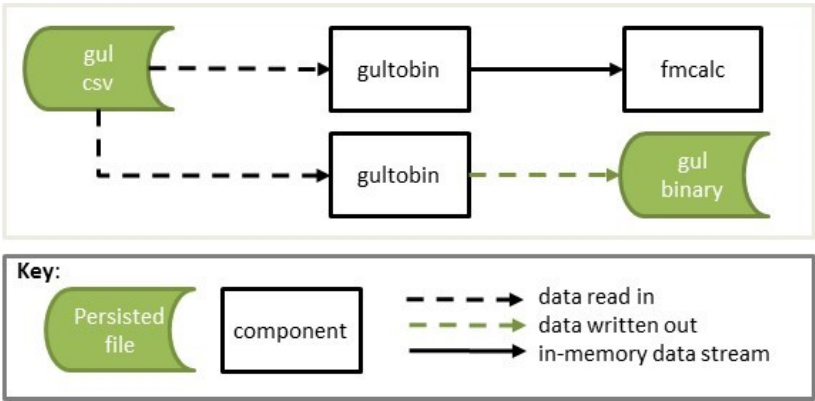 gul
csv
gultobin
fmcalc
gultobin
gul
binary
Key:
Persisted
file
component
data read in
data written out
in-memory data stream